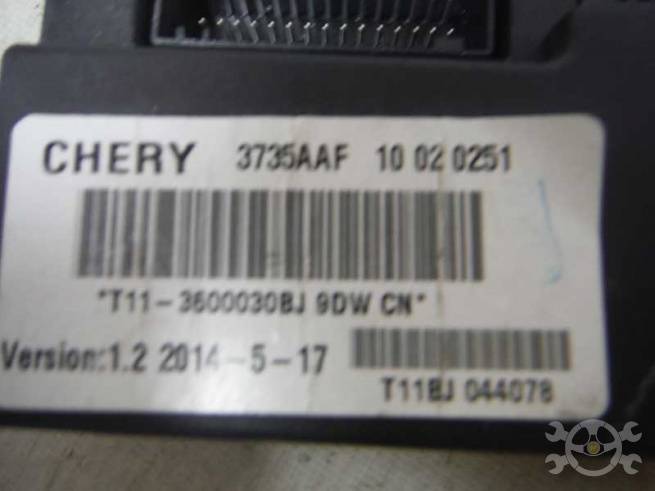 CHERY 3735AAF 10 02 0251
*T11-3600030BJ 9DW CN*
Version:1.2 2014-5-17
T11BJ 044078